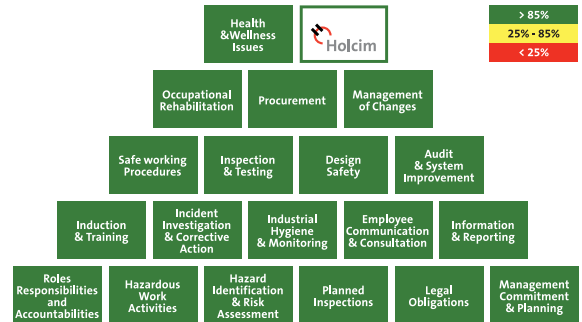 Health
&Wellness
Issues
Holcim
> 85%
25% - 85%
< 25%
Occupational
Rehabilitation
Procurement
Management
of Changes
Safe working
Procedures
Inspection
& Testing
Design
Safety
Audit
& System
Improvement
Induction
& Training
Incident
Investigation
& Corrective
Action
Industrial
Hygiene
& Monitoring
Employee
Communication
& Consultation
Information
& Reporting
Roles
Responsibilities
and
Accountabilities
Hazardous
Work
Activities
Hazard
Identification
& Risk
Assessment
Planned
Inspections
Legal
Obligations
Management
Commitment
& Planning